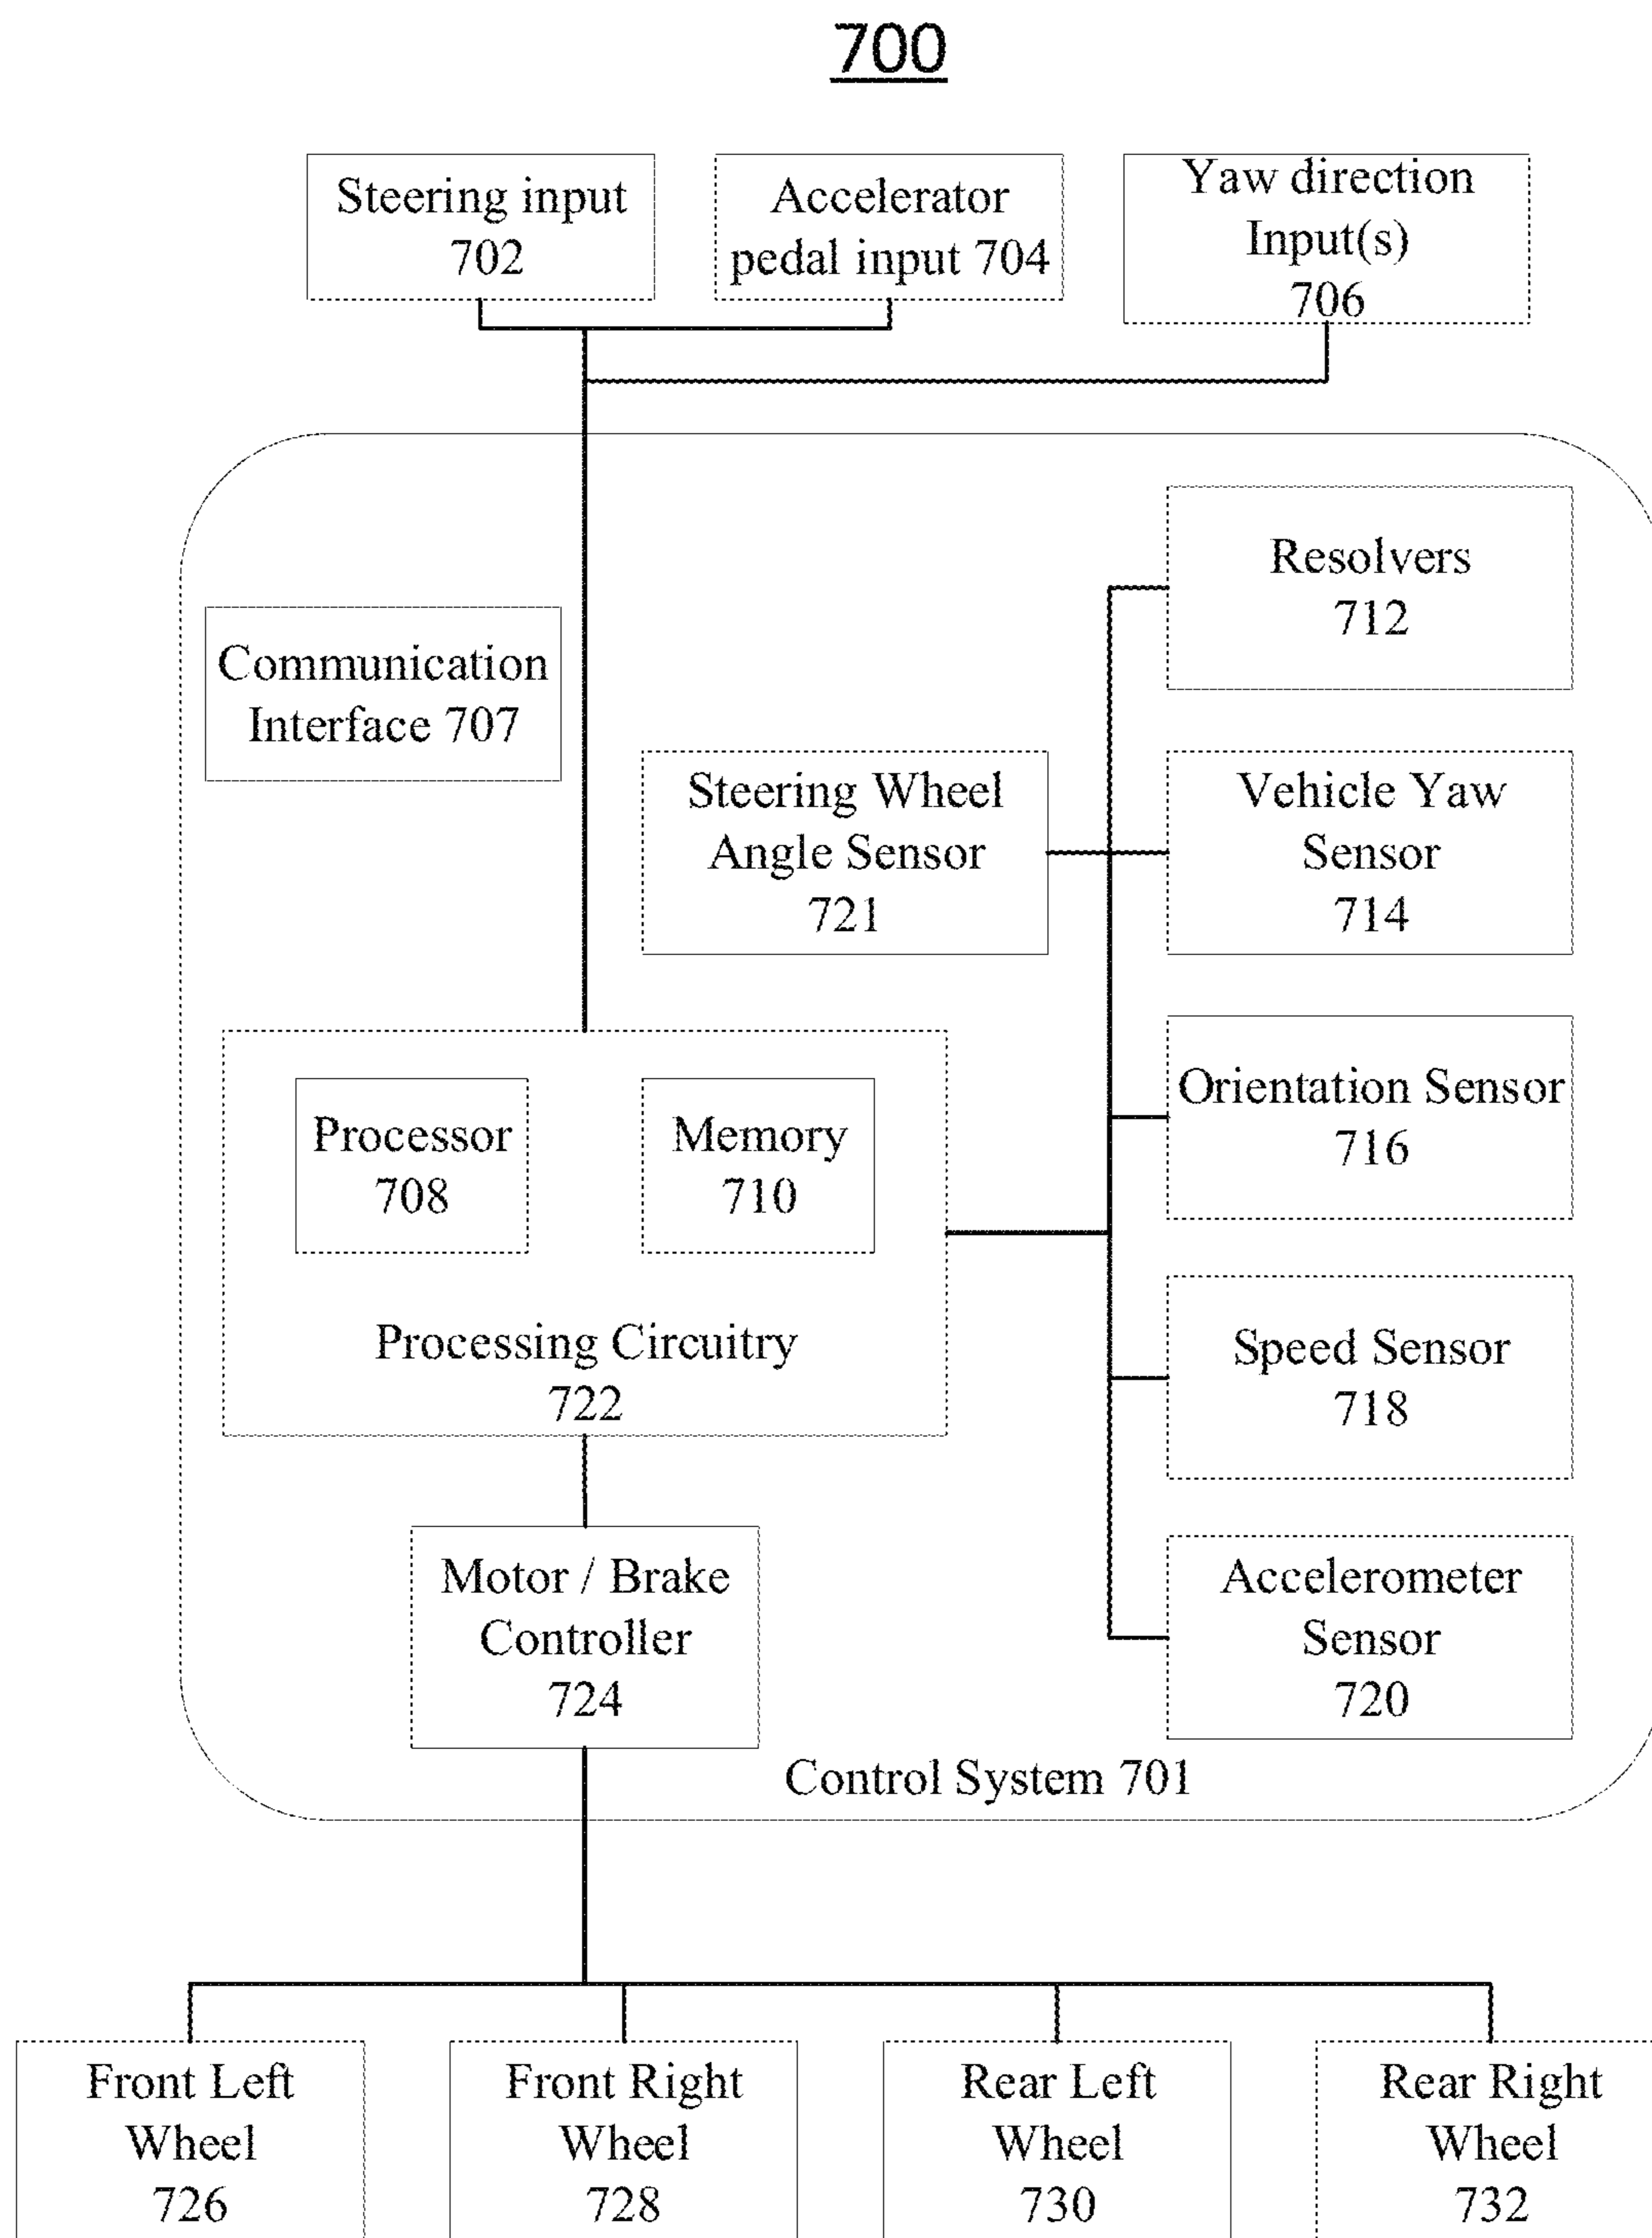 700
Steering input
702
Accelerator
pedal input 704
Yaw direction
Input(s)
706
Resolvers
712
Communication
Interface 707
Steering Wheel
Angle Sensor
721
Vehicle Yaw
Sensor
714
Orientation Sensor
716
Processor
708
Memory
710
Processing Circuitry
722
Speed Sensor
718
Motor / Brake
Controller
724
Accelerometer
Sensor
720
Control System 701
Front Left
Wheel
726
Front Right
Wheel
728
Rear Left
Wheel
730
Rear Right
Wheel
732